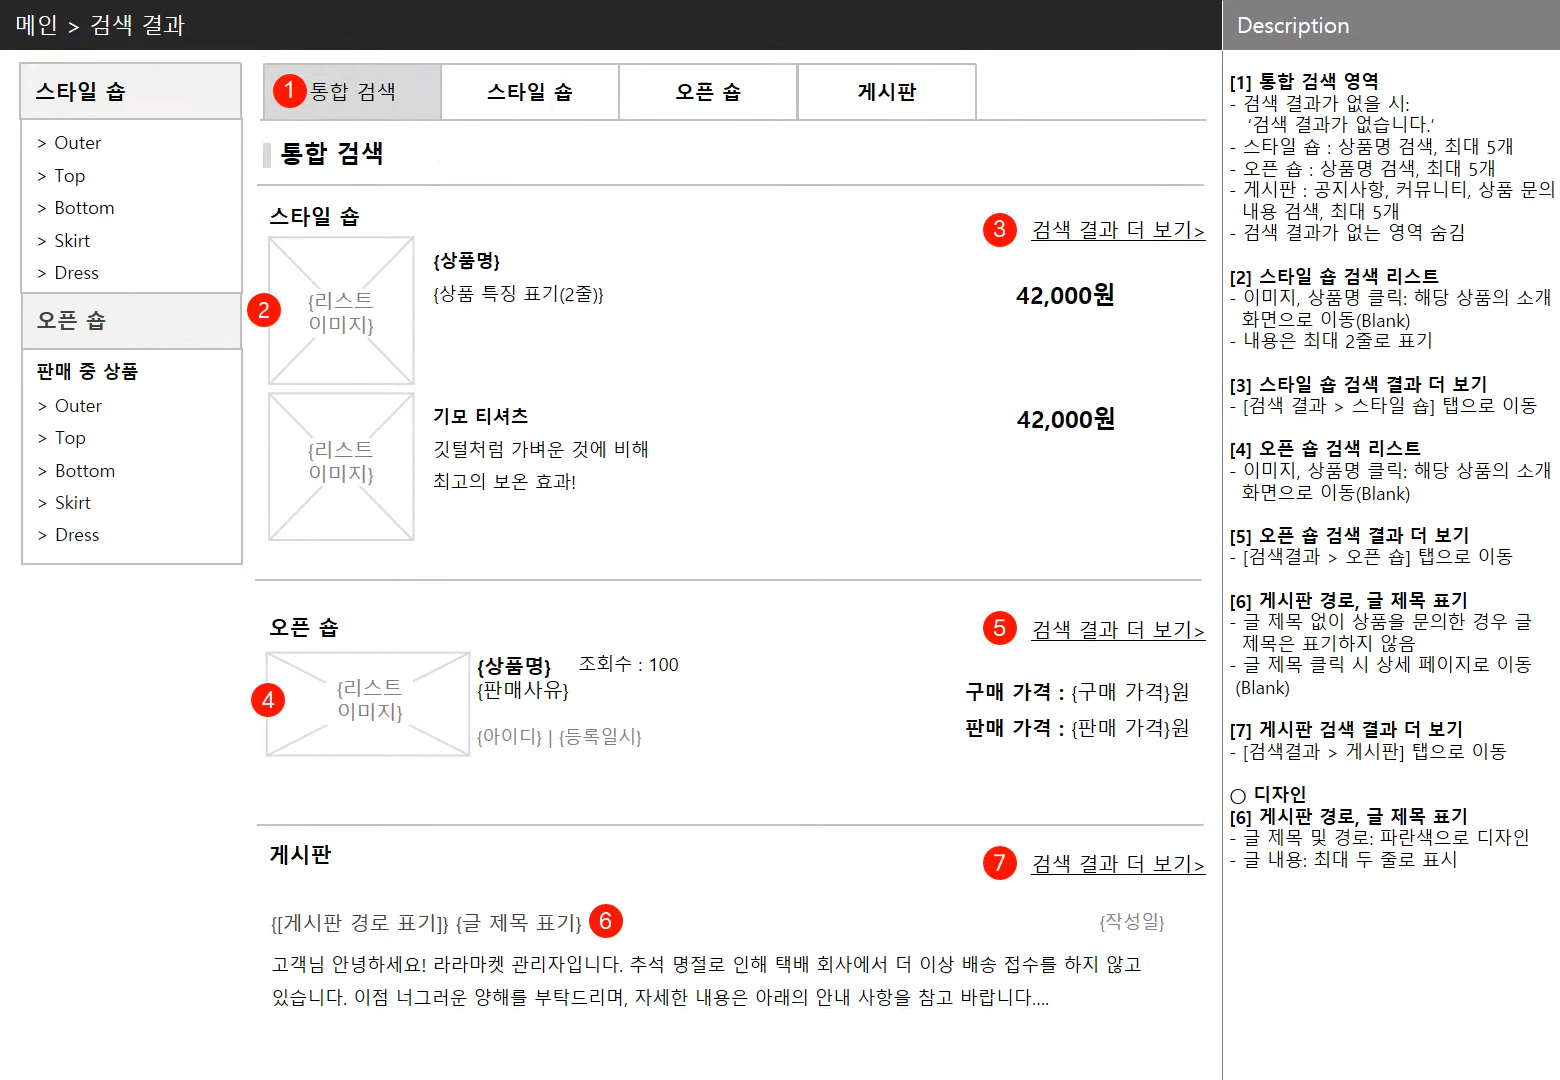 메인 > 검색 결과
Description
스타일 숍
> Outer
> Top
> Bottom
> Skirt
> Dress
오픈 숍
판매 중 상품
> Outer
> Top
> Bottom
> Skirt
> Dress
1 통합 검색
스타일 숍
오픈 숍
게시판
통합 검색
스타일 숍
3 검색 결과 더 보기>
2
{리스트
이미지}
{상품명}
{상품 특징 표기(2줄)}
42,000원
{리스트
이미지}
기모 티셔츠
깃털처럼 가벼운 것에 비해
최고의 보온 효과!
42,000원
오픈 숍
5 검색 결과 더 보기>
4
{리스트
이미지}
{상품명} 조회수 : 100
{판매사유}
{아이디} | {등록일시}
구매 가격 : {구매 가격}원
판매 가격 : {판매 가격}원
게시판
7 검색 결과 더 보기>
{[게시판 경로 표기]} {글 제목 표기} 6
{작성일}
고객님 안녕하세요! 라라마켓 관리자입니다. 추석 명절로 인해 택배 회사에서 더 이상 배송 접수를 하지 않고
있습니다. 이점 너그러운 양해를 부탁드리며, 자세한 내용은 아래의 안내 사항을 참고 바랍니다....
[1] 통합 검색 영역
- 검색 결과가 없을 시:
‘검색 결과가 없습니다.‘
- 스타일 숍 : 상품명 검색, 최대 5개
- 오픈 숍 : 상품명 검색, 최대 5개
- 게시판 : 공지사항, 커뮤니티, 상품 문의
내용 검색, 최대 5개
- 검색 결과가 없는 영역 숨김
[2] 스타일 숍 검색 리스트
- 이미지, 상품명 클릭: 해당 상품의 소개
화면으로 이동(Blank)
- 내용은 최대 2줄로 표기
[3] 스타일 숍 검색 결과 더 보기
- [검색 결과 > 스타일 숍] 탭으로 이동
[4] 오픈 숍 검색 리스트
- 이미지, 상품명 클릭: 해당 상품의 소개
화면으로 이동(Blank)
[5] 오픈 숍 검색 결과 더 보기
- [검색결과 > 오픈 숍] 탭으로 이동
[6] 게시판 경로, 글 제목 표기
- 글 제목 없이 상품을 문의한 경우 글
제목은 표기하지 않음
- 글 제목 클릭 시 상세 페이지로 이동
(Blank)
[7] 게시판 검색 결과 더 보기
- [검색결과 > 게시판] 탭으로 이동
○ 디자인
[6] 게시판 경로, 글 제목 표기
- 글 제목 및 경로: 파란색으로 디자인
- 글 내용: 최대 두 줄로 표시